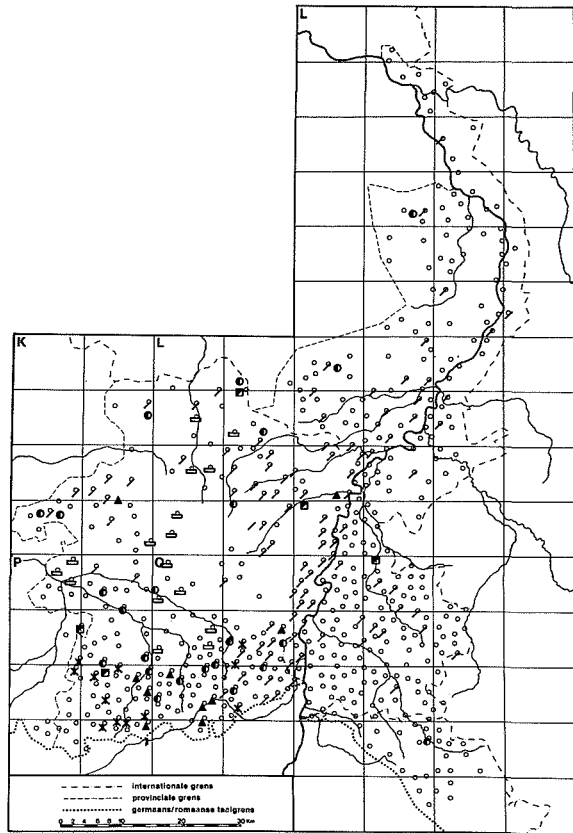 L
K L
P Q
internationale grens
provinciale grens
germaans/romaanse taalgrens
0 2 4 6 8 10 20 30 Km